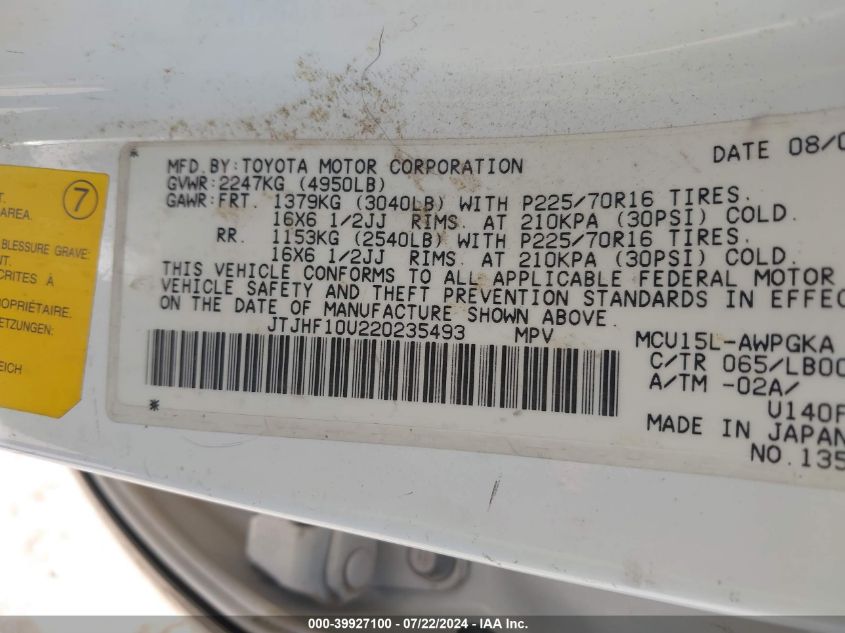 MFD. BY: TOYOTA MOTOR CORPORATION
DATE 08/0
GVWR: 2247KG (4950LB)
GAWR: FRT. 1379KG (3040LB) WITH P225/70R16 TIRES.
16X6 1/2JJ RIMS. AT 210KPA (30PSI) COLD.
RR. 1153KG (2540LB) WITH P225/70R16 TIRES.
16X6 1/2JJ RIMS. AT 210KPA (30PSI) COLD.
THIS VEHICLE CONFORMS TO ALL APPLICABLE FEDERAL MOTOR
VEHICLE SAFETY AND THEFT PREVENTION STANDARDS IN EFFEC
ON THE DATE OF MANUFACTURE SHOWN ABOVE.
JTJHF10U220235493 MPV
MCU15L-AWPGKA
C/TR 065/LB00
A/TM -02A/
U140F
MADE IN JAPAN
NO. 135
7
AREA.
BLESSURE GRAVE:
NT.
CRITES À
PROPRIÉTAIRE.
ETZUNGEN:
REICH
000-39927100 - 07/22/2024 - IAA Inc.